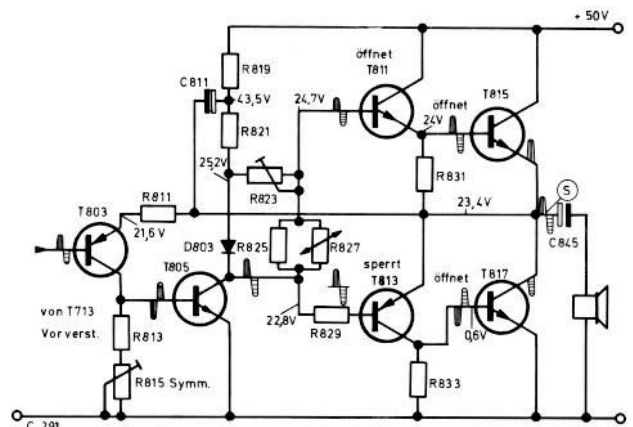 + 50V
R819
C 811
43,5V
R821
öffnet
T811
24,7V
öffnet
24V
T815
25,2V
R823
R831
T803
R811
21,6V
23,4V
S
C845
D803
R825
R827
T805
sperrt
T813
öffnet
T817
von T713
Vorverst.
R813
22,8V
R829
0,6V
R815 Symm.
R833